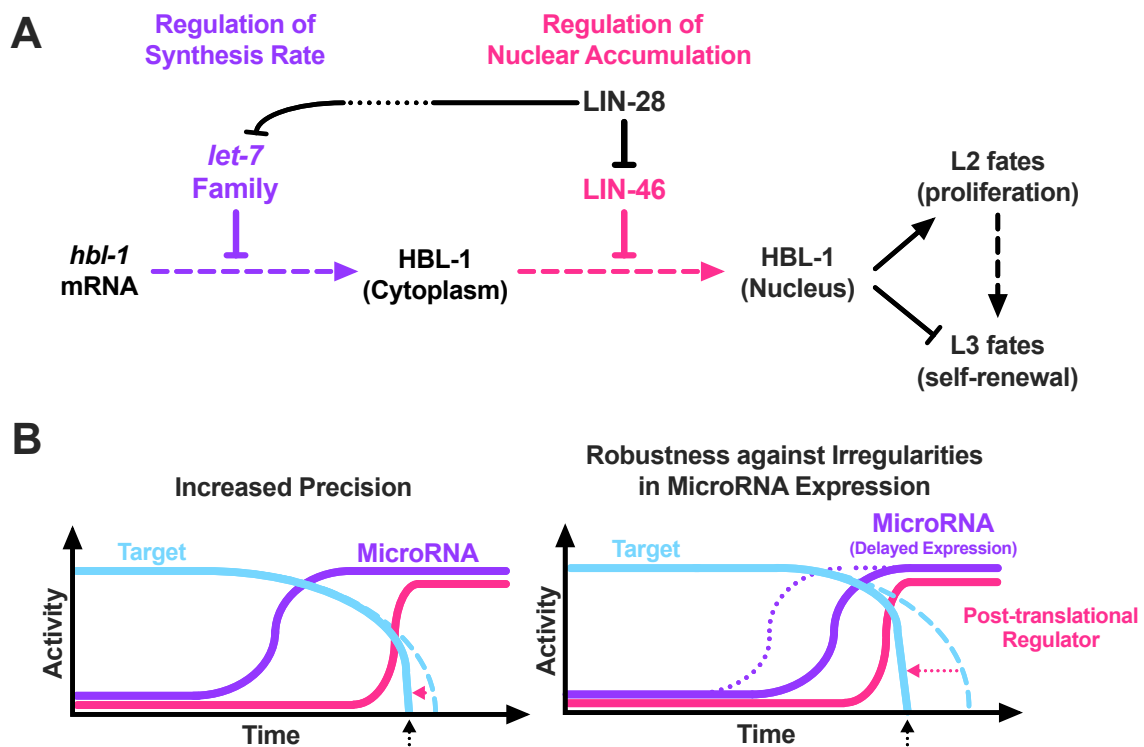 A
Regulation of
Synthesis Rate
Regulation of
Nuclear Accumulation
LIN-28
let-7
Family
LIN-46
L2 fates
(proliferation)
hbl-1
mRNA
HBL-1
(Cytoplasm)
HBL-1
(Nucleus)
L3 fates
(self-renewal)
B
Increased Precision
Target
MicroRNA
Activity
Time
Robustness against Irregularities
in MicroRNA Expression
Target
MicroRNA
(Delayed Expression)
Post-translational
Regulator
Activity
Time